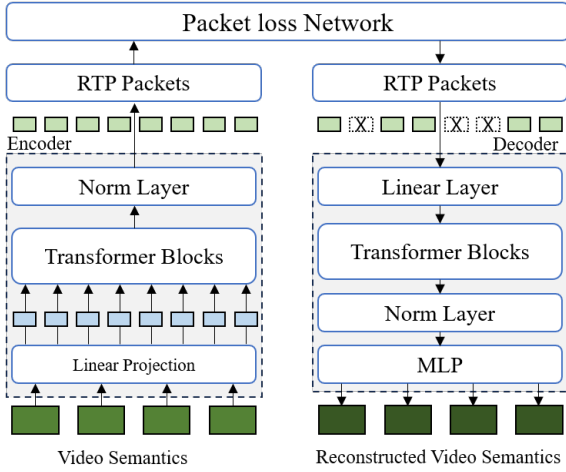 Packet loss Network
RTP Packets
RTP Packets
Encoder
X
X
X
Decoder
Norm Layer
Linear Layer
Transformer Blocks
Transformer Blocks
Norm Layer
Linear Projection
MLP
Video Semantics
Reconstructed Video Semantics